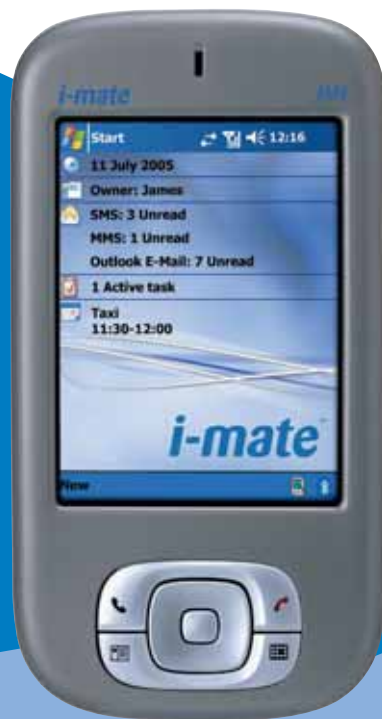 i-mate
Start 12:16
11 July 2005
Owner: James
SMS: 3 Unread
MMS: 1 Unread
Outlook E-Mail: 7 Unread
1 Active task
Taxi
11:30-12:00
i-mate
New